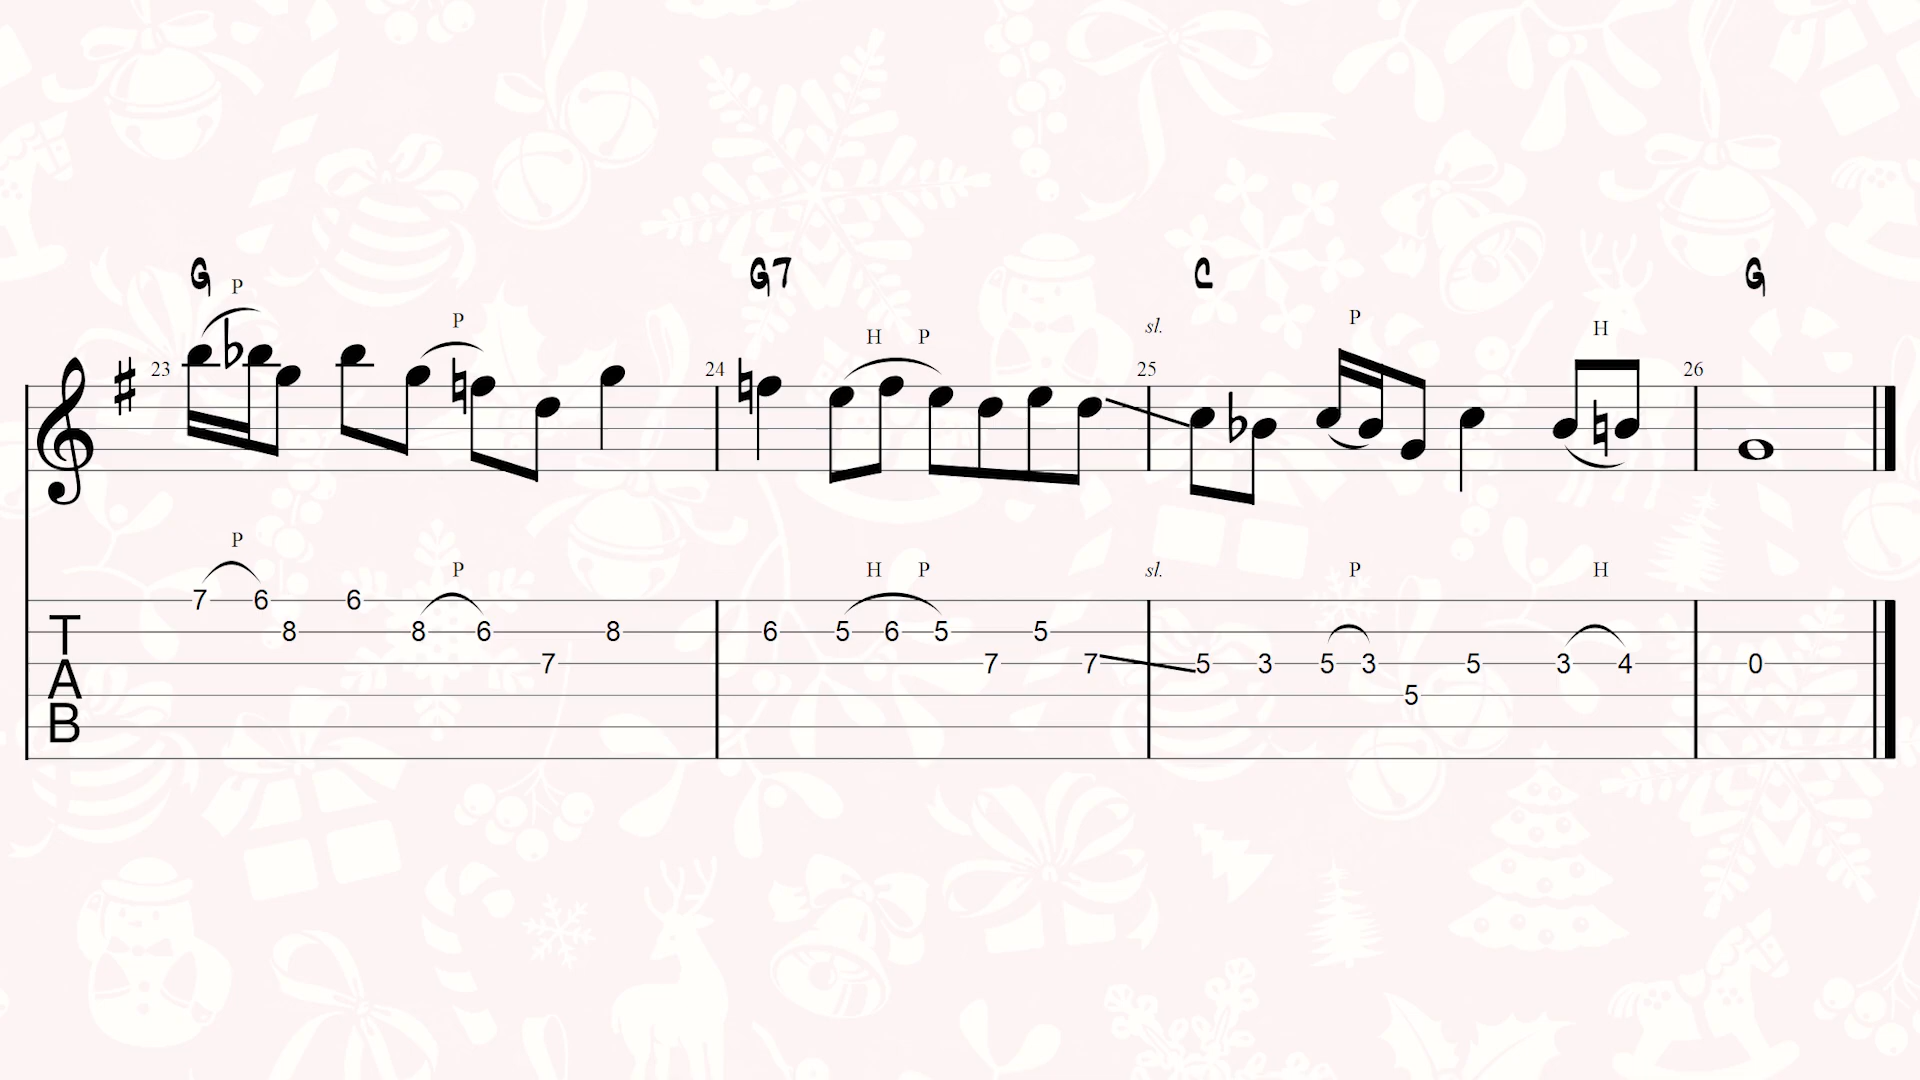 G G7 C G
P P H P sl. P H
23 24 25 26
P P H P sl. P H
7 6 6
T 8 8 6 8 6 5 6 5 5
A 7 7 7 5 3 5 3 5 3 4 0
B 5